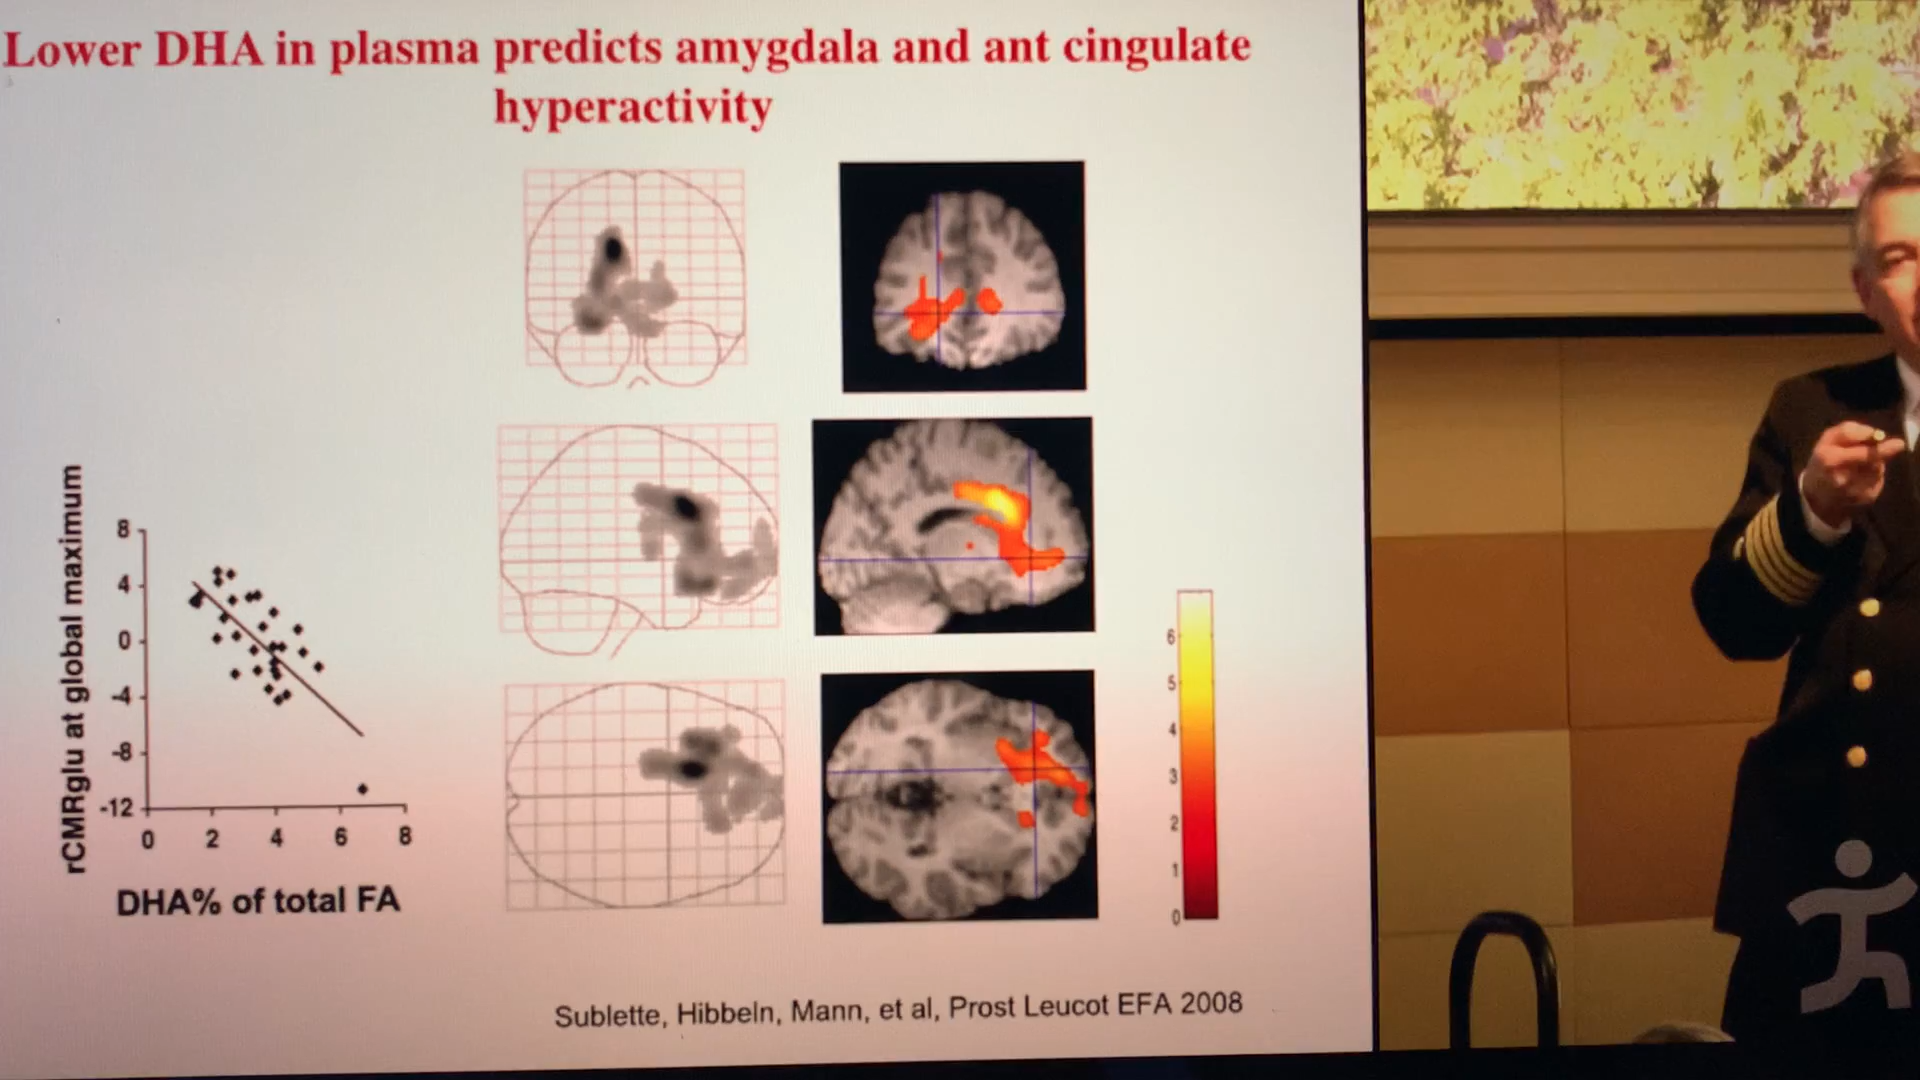 Lower DHA in plasma predicts amygdala and ant cingulate
hyperactivity
rCMRglu at global maximum
8
4
0
-4
-8
-12
0 2 4 6 8
DHA% of total FA
6
5
4
3
2
1
0
Sublette, Hibbeln, Mann, et al, Prost Leucot EFA 2008